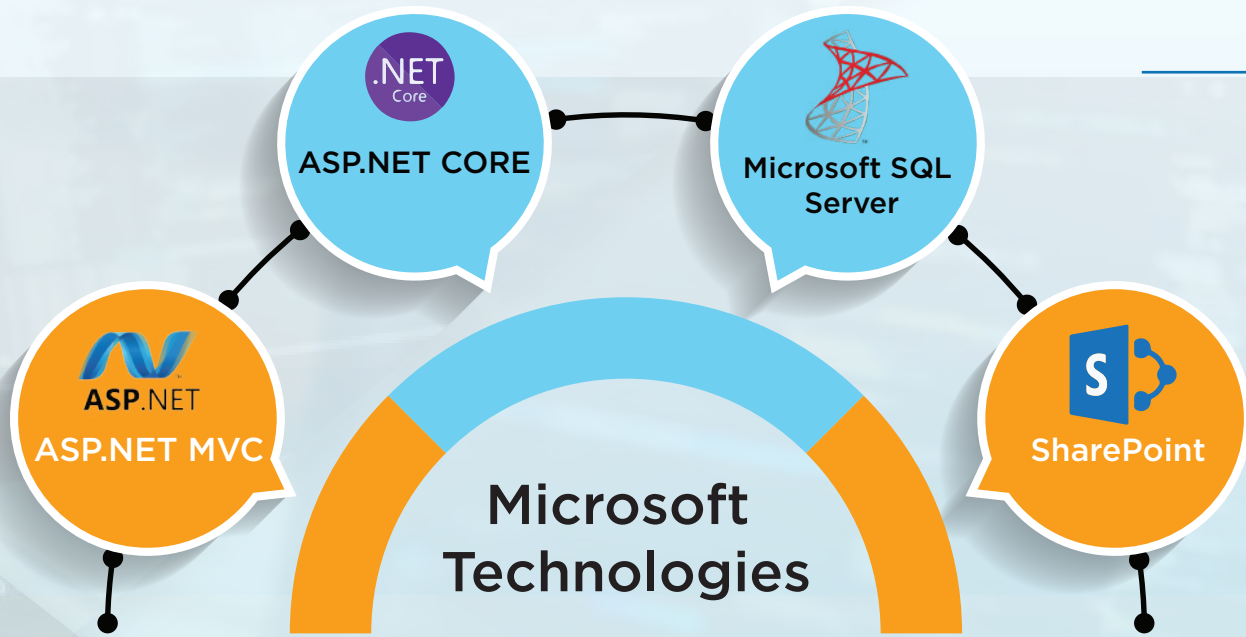 .NET
Core
ASP.NET CORE
Microsoft SQL
Server
ASP.NET
ASP.NET MVC
S
SharePoint
Microsoft
Technologies